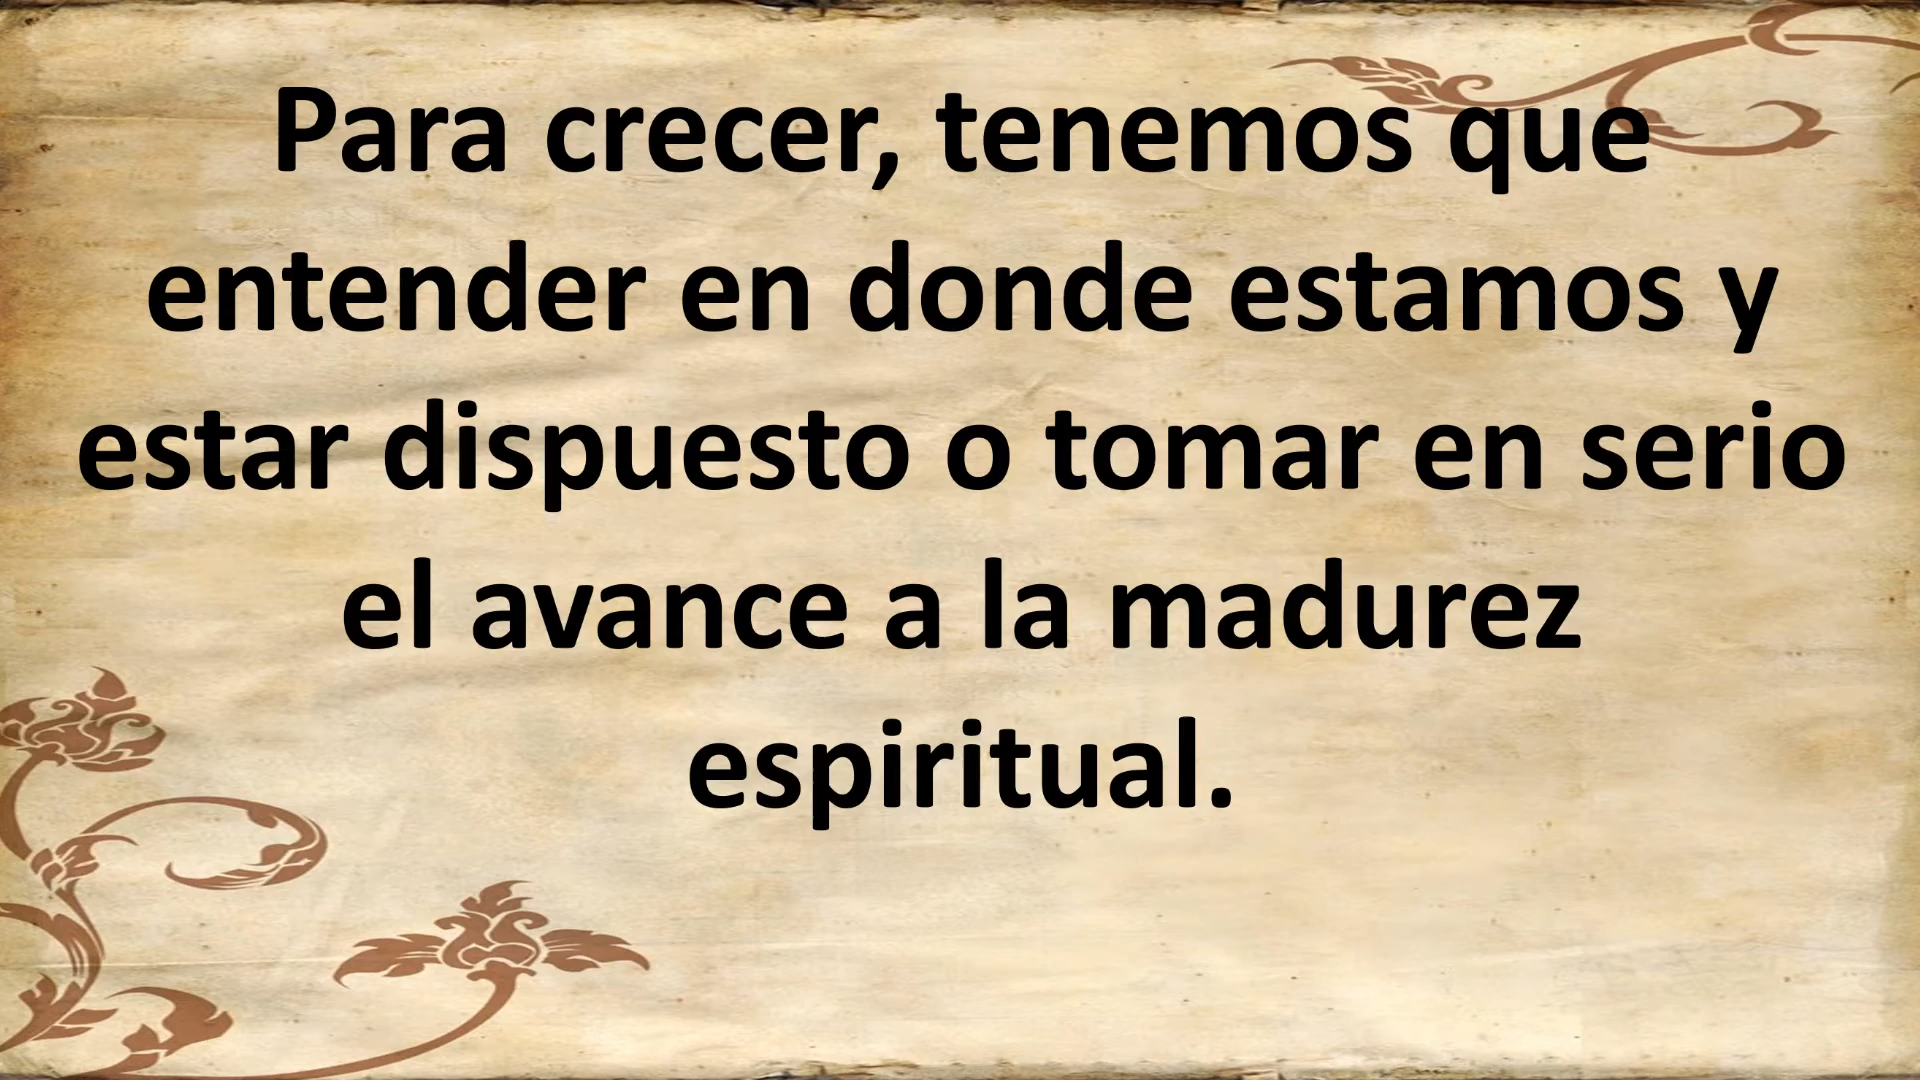 Para crecer, tenemos que
entender en donde estamos y
estar dispuesto o tomar en serio
el avance a la madurez
espiritual.